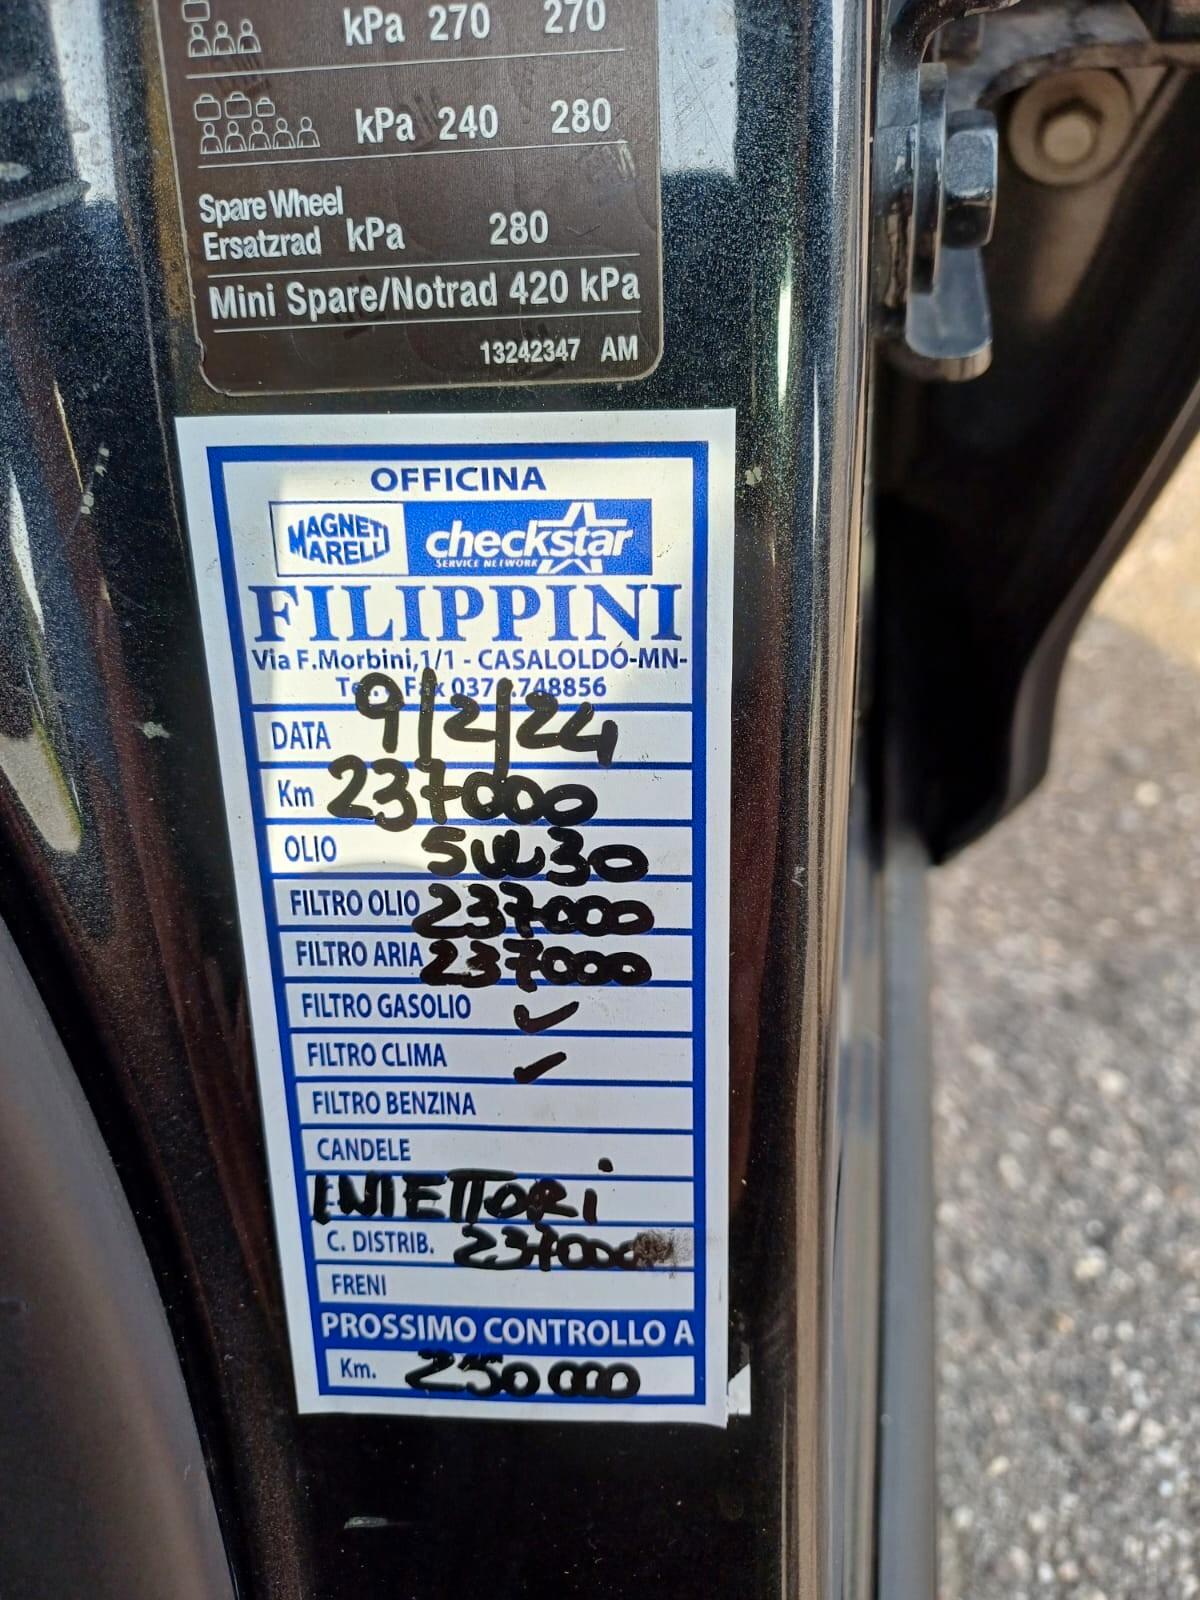 kPa 270 270
kPa 240 280
Spare Wheel
Ersatzrad kPa 280
Mini Spare/Notrad 420 kPa
13242347 AM
OFFICINA
MAGNETI
MARELLI
checkstar
SERVICE NETWORK
FILIPPINI
Via F.Morbini,1/1 - CASALOLDÓ-MN-
Fax 748856
DATA 9/2/24
Km 237000
OLIO 5W30
FILTRO OLIO 237000
FILTRO ARIA 237000
FILTRO GASOLIO ✓
FILTRO CLIMA ✓
FILTRO BENZINA
CANDELE
INIETTORI
C. DISTRIB. 237000
FRENI
PROSSIMO CONTROLLO A
Km. 250000